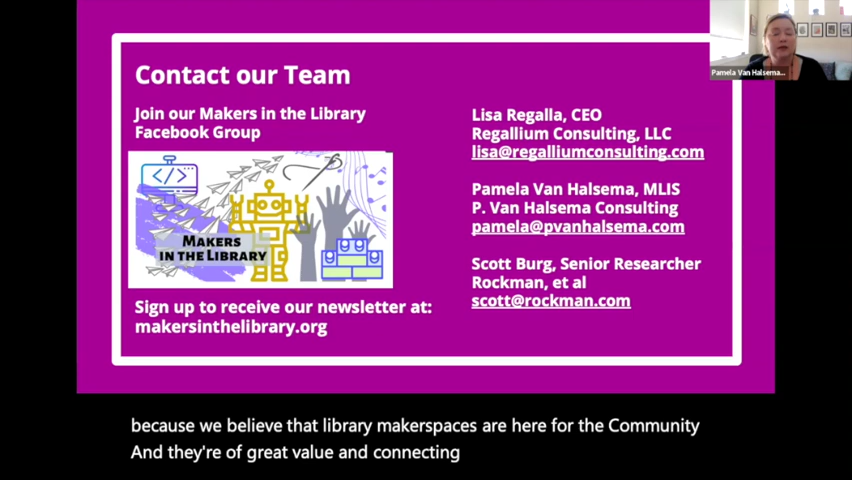 Contact our Team
Join our Makers in the Library
Facebook Group
</>
MAKERS
IN THE LIBRARY
Sign up to receive our newsletter at:
makersinthelibrary.org
Lisa Regalla, CEO
Regallium Consulting, LLC
lisa@regalliumconsulting.com
Pamela Van Halsema, MLIS
P. Van Halsema Consulting
pamela@pvanhalsema.com
Scott Burg, Senior Researcher
Rockman, et al
scott@rockman.com
Pamela Van Halsema...
because we believe that library makerspaces are here for the Community
And they're of great value and connecting